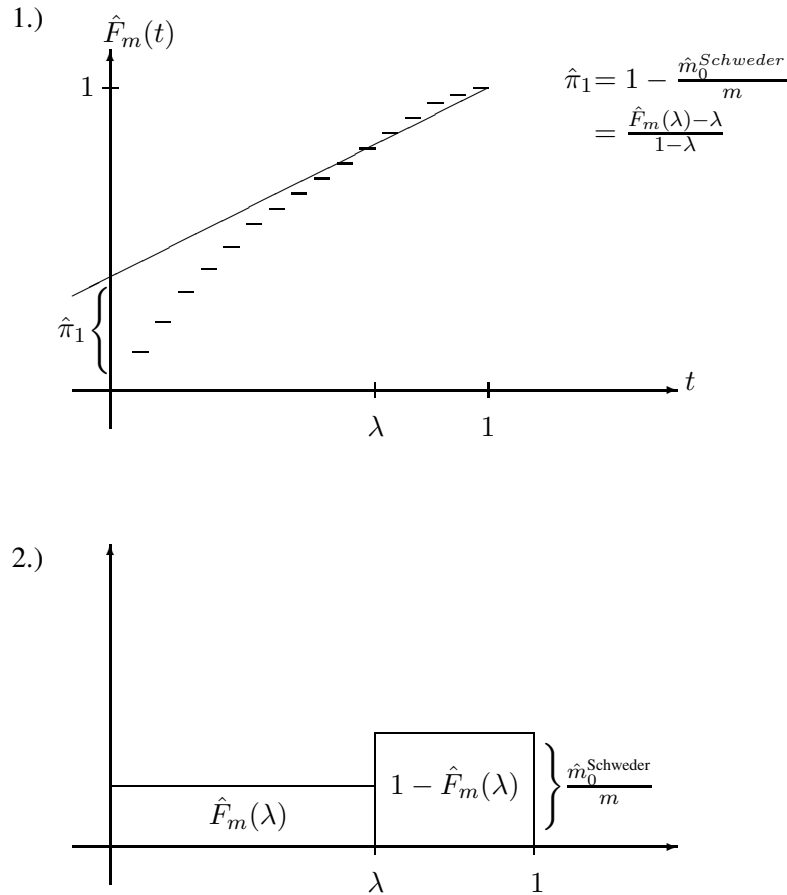 1.)
F̂_m(t)
1
π̂_1 = 1 − m̂_0^{Schweder}/m
= (F̂_m(λ)−λ)/(1−λ)
π̂_1
t
λ 1
2.)
1 − F̂_m(λ)
m̂_0^{Schweder}/m
F̂_m(λ)
λ 1